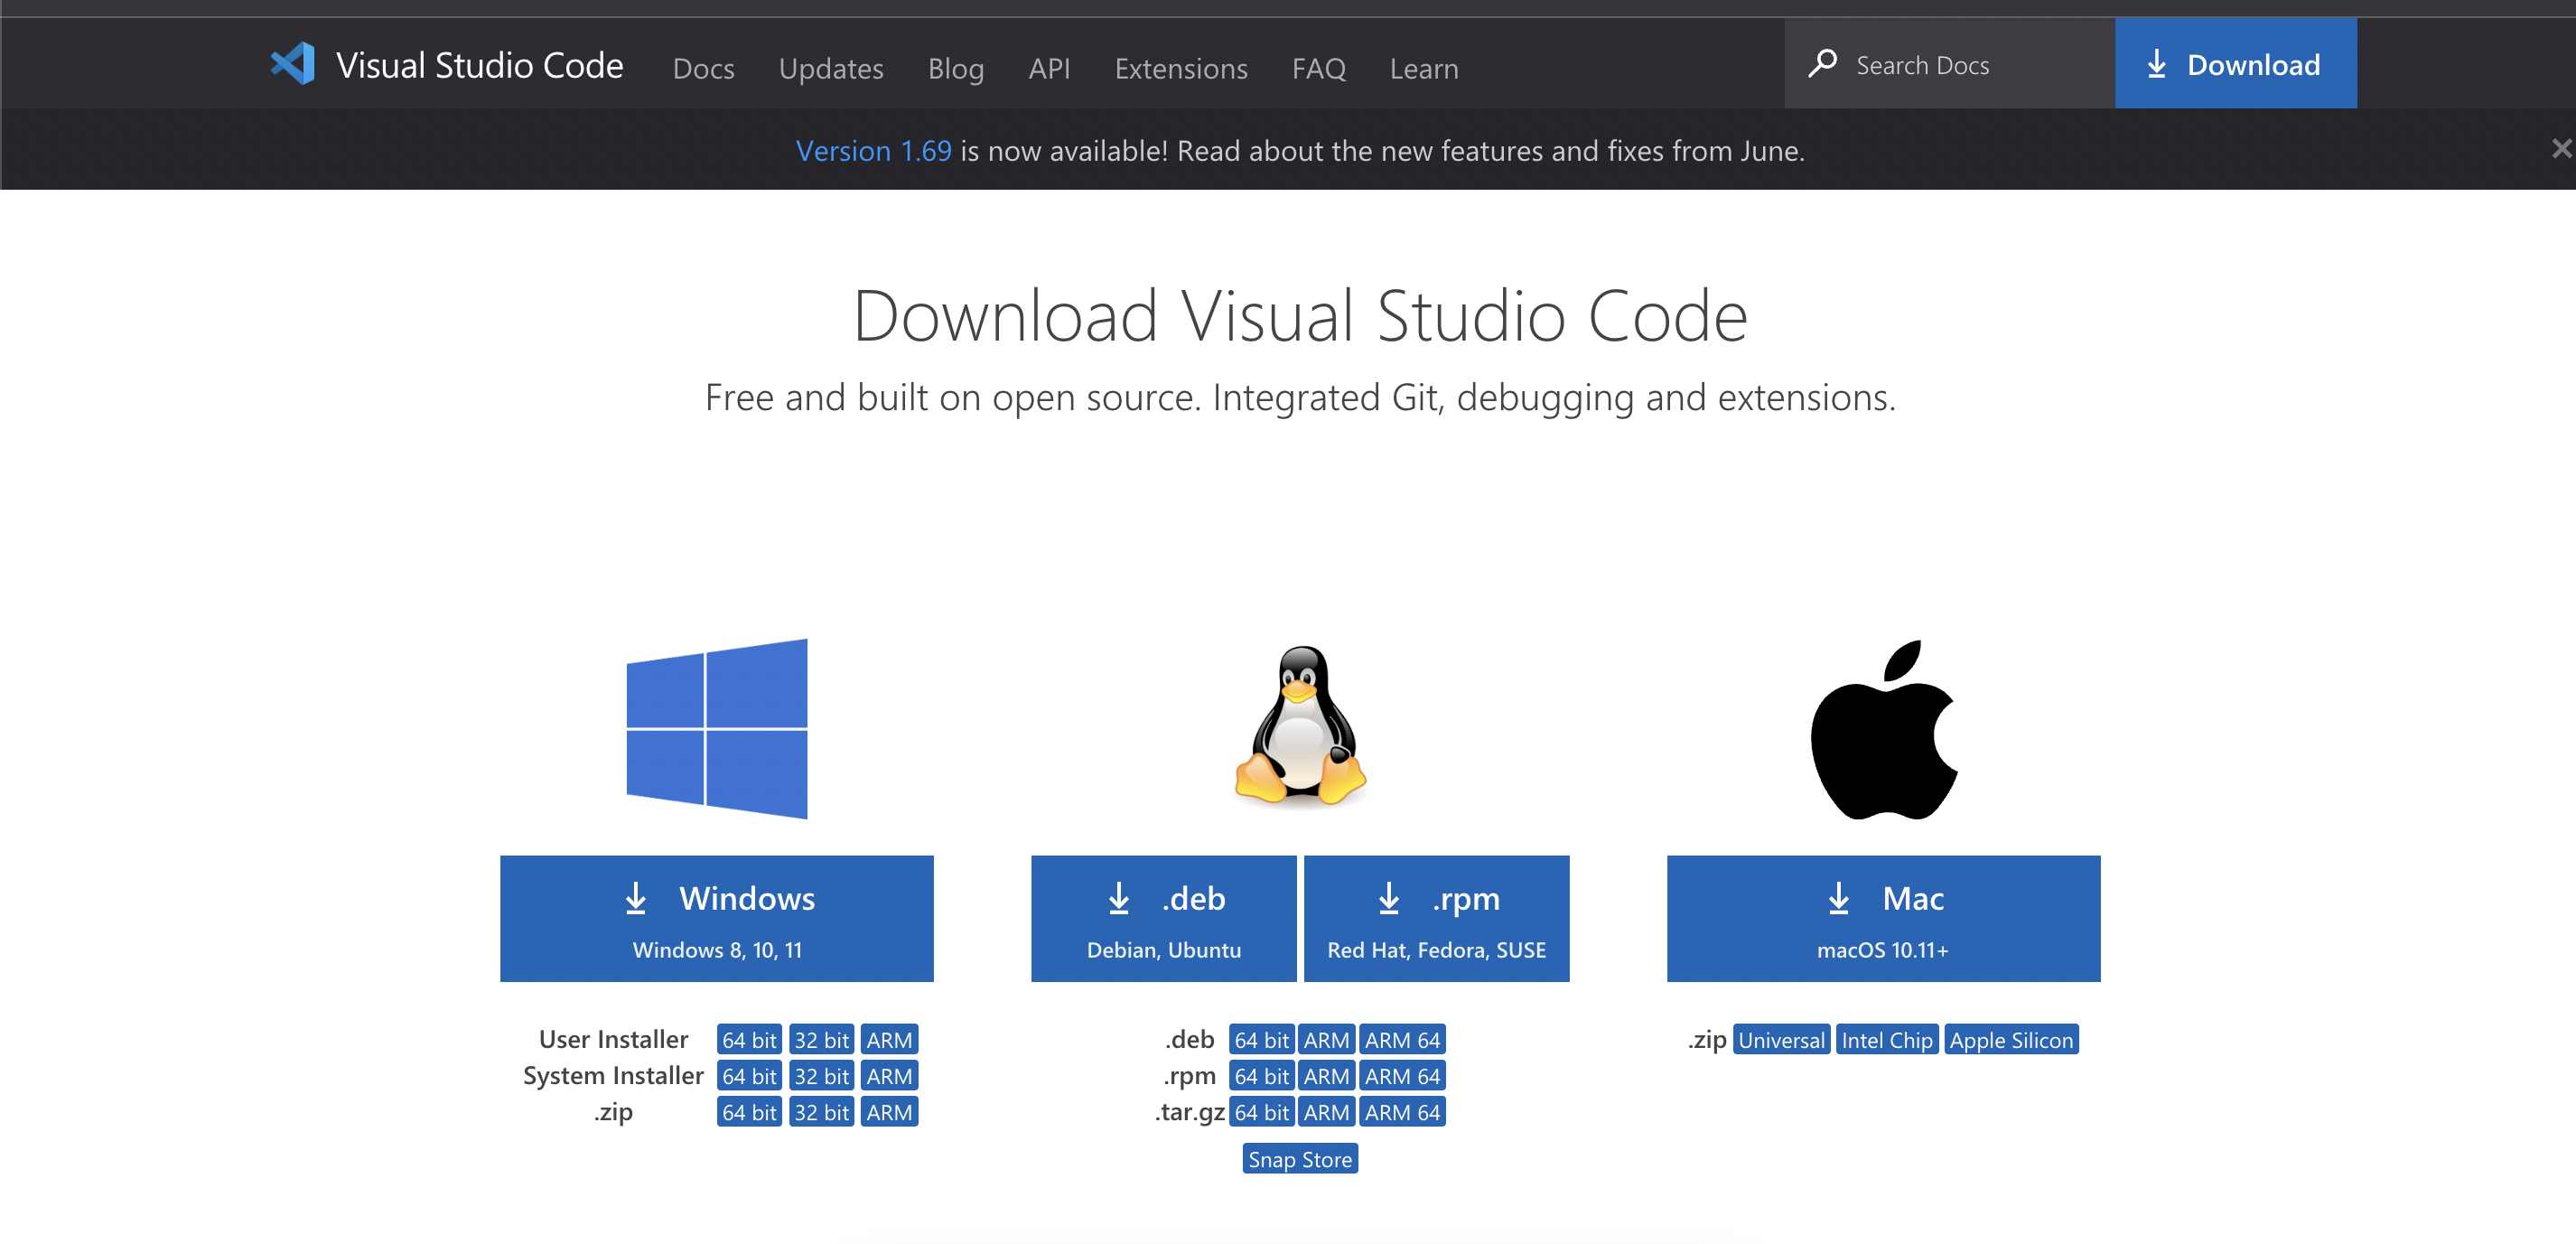 Visual Studio Code Docs Updates Blog API Extensions FAQ Learn Search Docs Download
Version 1.69 is now available! Read about the new features and fixes from June.
Download Visual Studio Code
Free and built on open source. Integrated Git, debugging and extensions.
Windows
Windows 8, 10, 11
User Installer 64 bit 32 bit ARM
System Installer 64 bit 32 bit ARM
.zip 64 bit 32 bit ARM
.deb
Debian, Ubuntu
.rpm
Red Hat, Fedora, SUSE
.deb 64 bit ARM ARM 64
.rpm 64 bit ARM ARM 64
.tar.gz 64 bit ARM ARM 64
Snap Store
Mac
macOS 10.11+
.zip Universal Intel Chip Apple Silicon